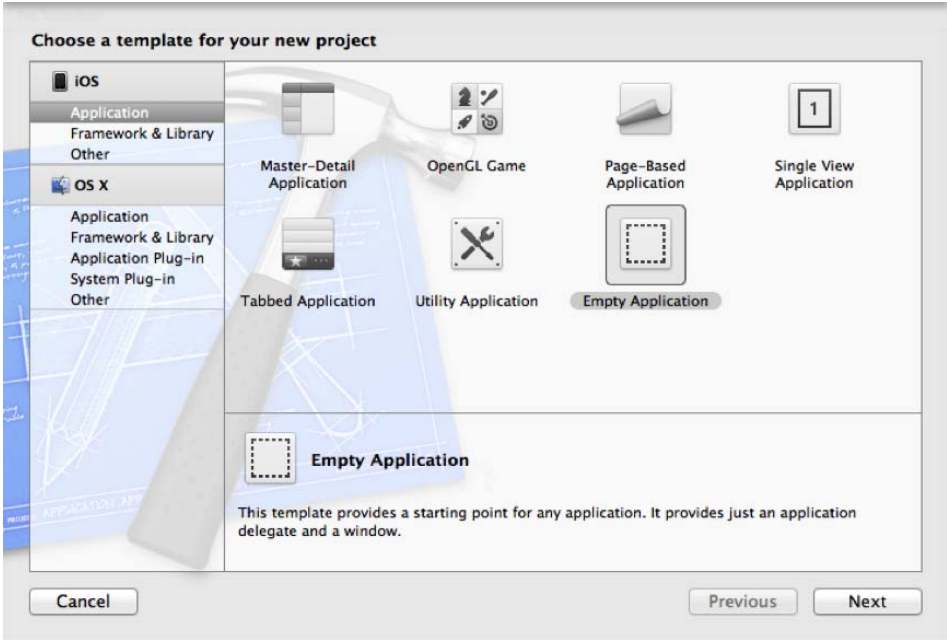 Choose a template for your new project
iOS
Application
Framework & Library
Other
OS X
Application
Framework & Library
Application Plug-in
System Plug-in
Other
Master-Detail
Application
OpenGL Game
Page-Based
Application
1
Single View
Application
Tabbed Application
Utility Application
Empty Application
Empty Application
This template provides a starting point for any application. It provides just an application
delegate and a window.
PROJECT APPLICATION APP
Cancel
Previous
Next